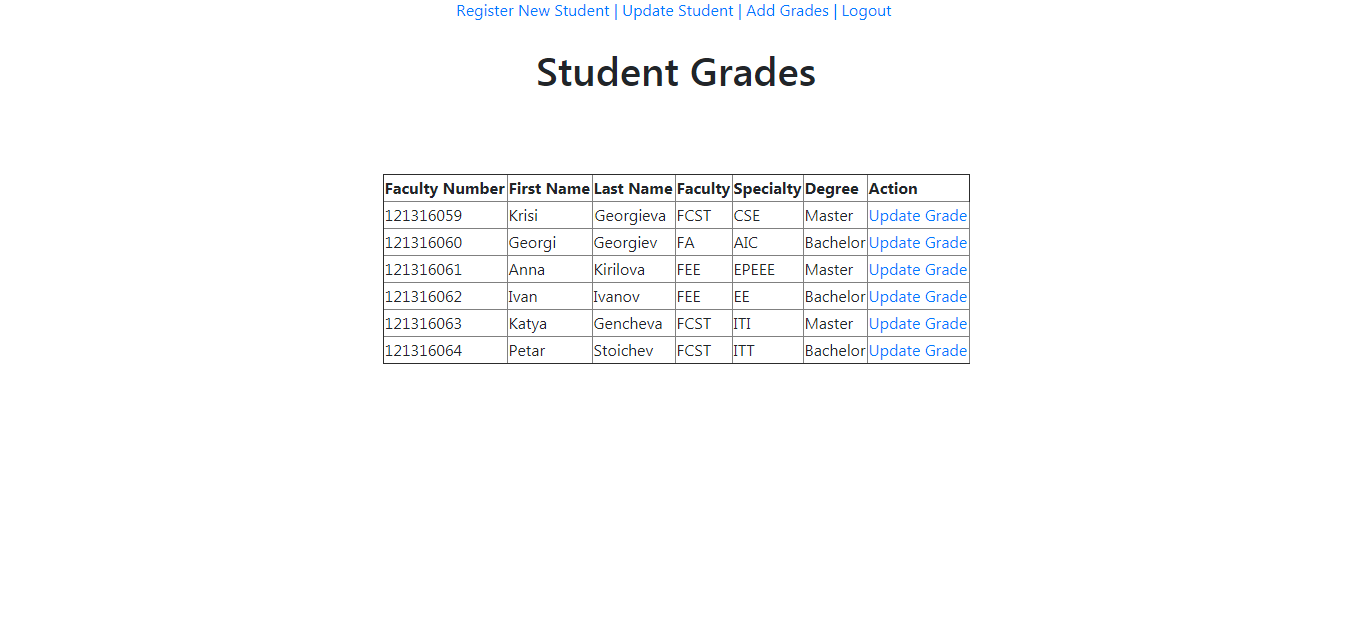 Register New Student | Update Student | Add Grades | Logout
Student Grades
Faculty Number First Name Last Name Faculty Specialty Degree Action
121316059 Krisi Georgieva FCST CSE Master Update Grade
121316060 Georgi Georgiev FA AIC Bachelor Update Grade
121316061 Anna Kirilova FEE EPEEE Master Update Grade
121316062 Ivan Ivanov FEE EE Bachelor Update Grade
121316063 Katya Gencheva FCST ITI Master Update Grade
121316064 Petar Stoichev FCST ITT Bachelor Update Grade